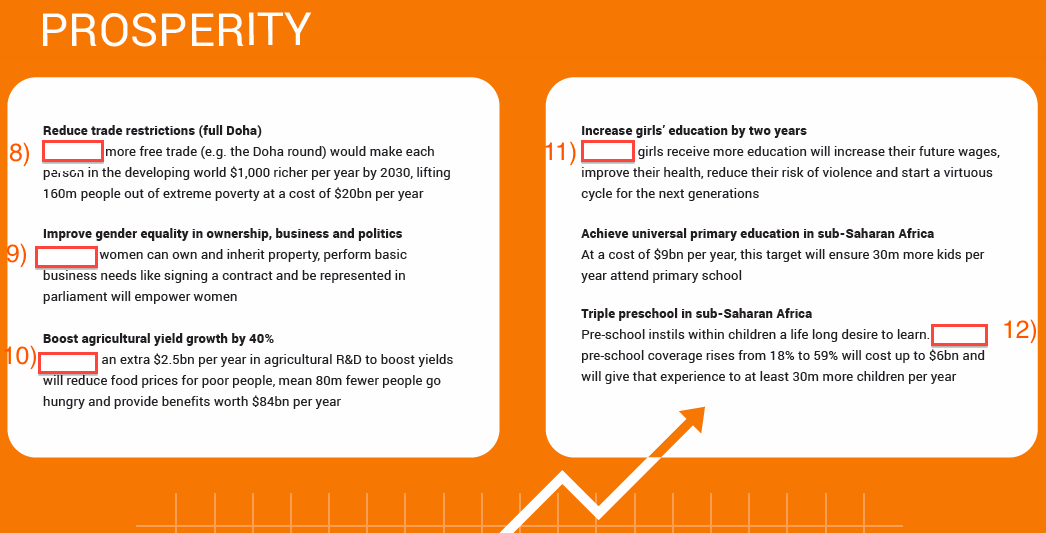 PROSPERITY
Reduce trade restrictions (full Doha)
8) more free trade (e.g. the Doha round) would make each
person in the developing world $1,000 richer per year by 2030, lifting
160m people out of extreme poverty at a cost of $20bn per year
Improve gender equality in ownership, business and politics
9) women can own and inherit property, perform basic
business needs like signing a contract and be represented in
parliament will empower women
Boost agricultural yield growth by 40%
10) an extra $2.5bn per year in agricultural R&D to boost yields
will reduce food prices for poor people, mean 80m fewer people go
hungry and provide benefits worth $84bn per year
Increase girls' education by two years
11) girls receive more education will increase their future wages,
improve their health, reduce their risk of violence and start a virtuous
cycle for the next generations
Achieve universal primary education in sub-Saharan Africa
At a cost of $9bn per year, this target will ensure 30m more kids per
year attend primary school
Triple preschool in sub-Saharan Africa
Pre-school instils within children a life long desire to learn. 12)
pre-school coverage rises from 18% to 59% will cost up to $6bn and
will give that experience to at least 30m more children per year